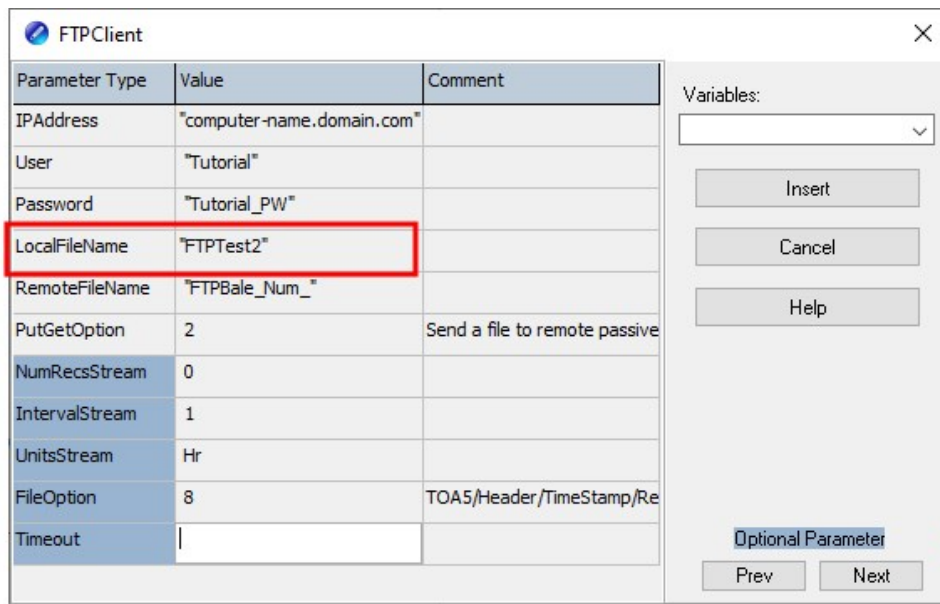 FTPClient
Parameter Type Value Comment
IPAddress "computer-name.domain.com"
User "Tutorial"
Password "Tutorial_PW"
LocalFileName "FTPTest2"
RemoteFileName "FTPBale_Num_"
PutGetOption 2 Send a file to remote passive
NumRecsStream 0
IntervalStream 1
UnitsStream Hr
FileOption 8 TOA5/Header/TimeStamp/Re
Timeout
Variables:
Insert
Cancel
Help
Optional Parameter
Prev Next